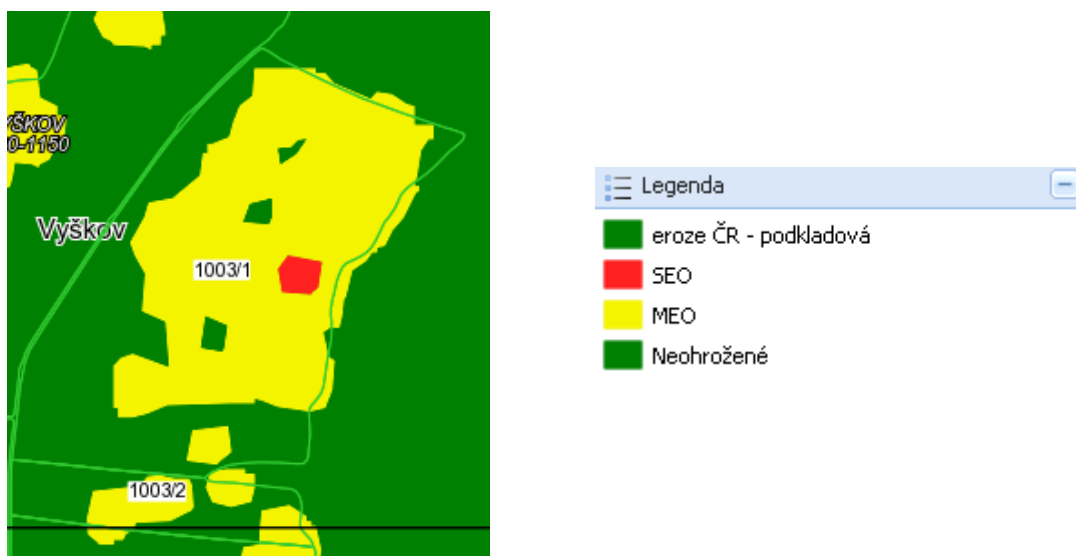 YŠKOV
0-1150
Vyškov
1003/1
1003/2
Legenda
eroze ČR - podkladová
SEO
MEO
Neohrožené